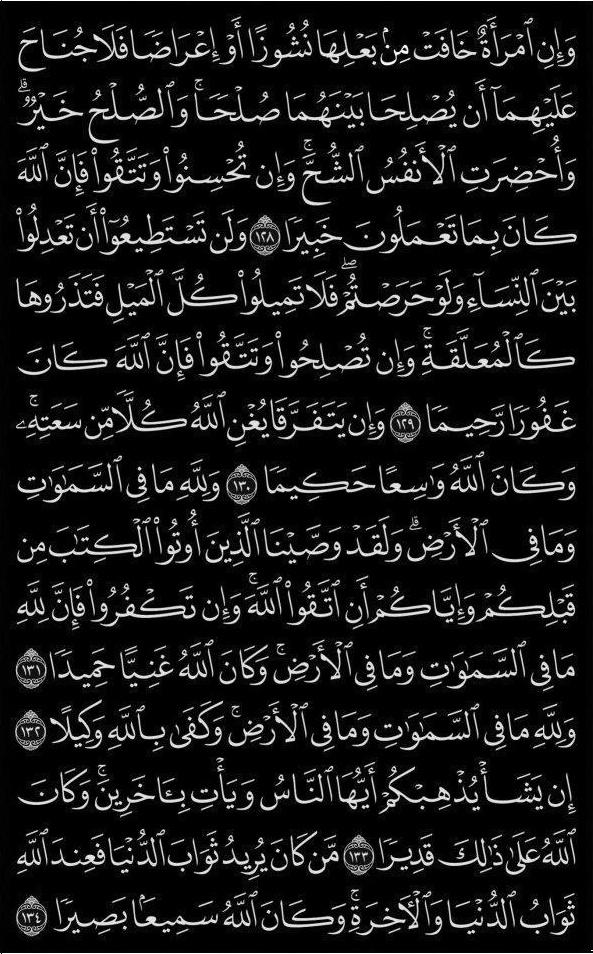 وَإِنِ ٱمۡرَأَةٌ خَافَتۡ مِنۢ بَعۡلِهَا نُشُوزًا أَوۡ إِعۡرَاضٗا فَلَا جُنَاحَ
عَلَيۡهِمَآ أَن يُصۡلِحَا بَيۡنَهُمَا صُلۡحٗاۚ وَٱلصُّلۡحُ خَيۡرٞۗ
وَأُحۡضِرَتِ ٱلۡأَنفُسُ ٱلشُّحَّۚ وَإِن تُحۡسِنُواْ وَتَتَّقُواْ فَإِنَّ ٱللَّهَ
كَانَ بِمَا تَعۡمَلُونَ خَبِيرٗا ١٢٨ وَلَن تَسۡتَطِيعُوٓاْ أَن تَعۡدِلُواْ
بَيۡنَ ٱلنِّسَآءِ وَلَوۡ حَرَصۡتُمۡۖ فَلَا تَمِيلُواْ كُلَّ ٱلۡمَيۡلِ فَتَذَرُوهَا
كَٱلۡمُعَلَّقَةِۚ وَإِن تُصۡلِحُواْ وَتَتَّقُواْ فَإِنَّ ٱللَّهَ كَانَ
غَفُورٗا رَّحِيمٗا ١٢٩ وَإِن يَتَفَرَّقَا يُغۡنِ ٱللَّهُ كُلّٗا مِّن سَعَتِهِۦۚ
وَكَانَ ٱللَّهُ وَٰسِعًا حَكِيمٗا ١٣٠ وَلِلَّهِ مَا فِي ٱلسَّمَٰوَٰتِ
وَمَا فِي ٱلۡأَرۡضِۗ وَلَقَدۡ وَصَّيۡنَا ٱلَّذِينَ أُوتُواْ ٱلۡكِتَٰبَ مِن
قَبۡلِكُمۡ وَإِيَّاكُمۡ أَنِ ٱتَّقُواْ ٱللَّهَۚ وَإِن تَكۡفُرُواْ فَإِنَّ لِلَّهِ
مَا فِي ٱلسَّمَٰوَٰتِ وَمَا فِي ٱلۡأَرۡضِۚ وَكَانَ ٱللَّهُ غَنِيًّا حَمِيدٗا ١٣١
وَلِلَّهِ مَا فِي ٱلسَّمَٰوَٰتِ وَمَا فِي ٱلۡأَرۡضِۚ وَكَفَىٰ بِٱللَّهِ وَكِيلًا ١٣٢
إِن يَشَأۡ يُذۡهِبۡكُمۡ أَيُّهَا ٱلنَّاسُ وَيَأۡتِ بِـَٔاخَرِينَۚ وَكَانَ
ٱللَّهُ عَلَىٰ ذَٰلِكَ قَدِيرٗا ١٣٣ مَّن كَانَ يُرِيدُ ثَوَابَ ٱلدُّنۡيَا فَعِندَ ٱللَّهِ
ثَوَابُ ٱلدُّنۡيَا وَٱلۡأٓخِرَةِۚ وَكَانَ ٱللَّهُ سَمِيعَۢا بَصِيرٗا ١٣٤